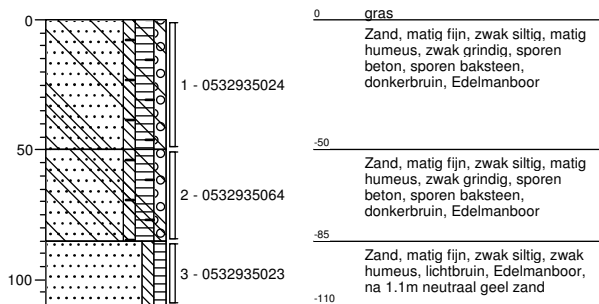 0
1 - 0532935024
50
2 - 0532935064
3 - 0532935023
100
0
gras
Zand, matig fijn, zwak siltig, matig
humeus, zwak grindig, sporen
beton, sporen baksteen,
donkerbruin, Edelmanboor
-50
Zand, matig fijn, zwak siltig, matig
humeus, zwak grindig, sporen
beton, sporen baksteen,
donkerbruin, Edelmanboor
-85
Zand, matig fijn, zwak siltig, zwak
humeus, lichtbruin, Edelmanboor,
na 1.1m neutraal geel zand
-110